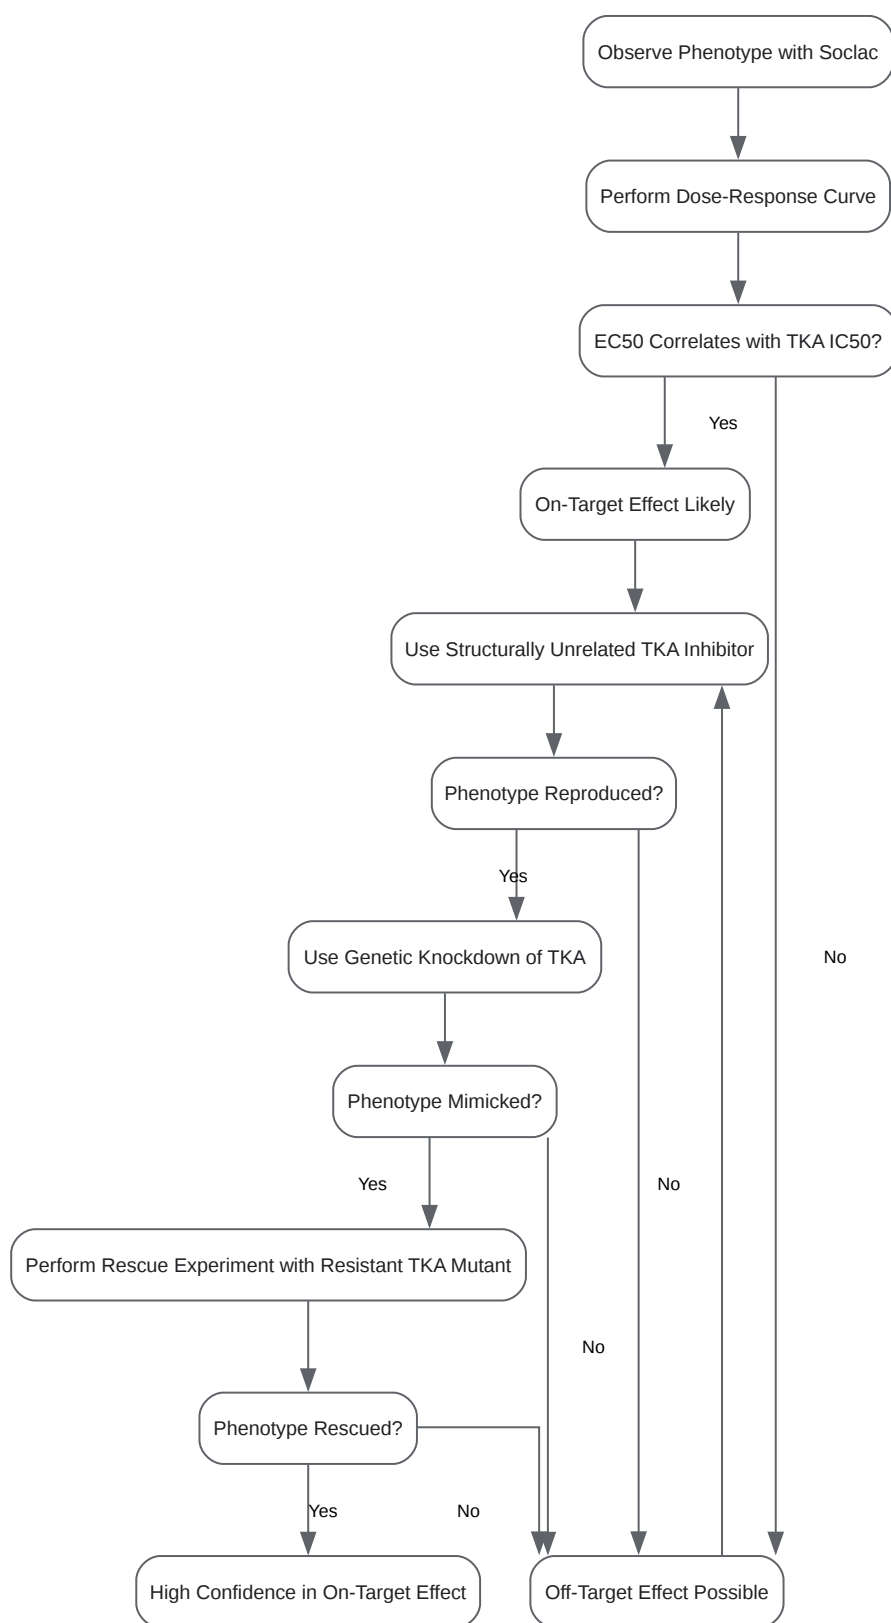 Observe Phenotype with Soclac
Perform Dose-Response Curve
EC50 Correlates with TKA IC50?
Yes
On-Target Effect Likely
Use Structurally Unrelated TKA Inhibitor
Phenotype Reproduced?
Yes
Use Genetic Knockdown of TKA
No
Phenotype Mimicked?
Yes
No
Perform Rescue Experiment with Resistant TKA Mutant
No
Phenotype Rescued?
Yes
No
High Confidence in On-Target Effect
Off-Target Effect Possible